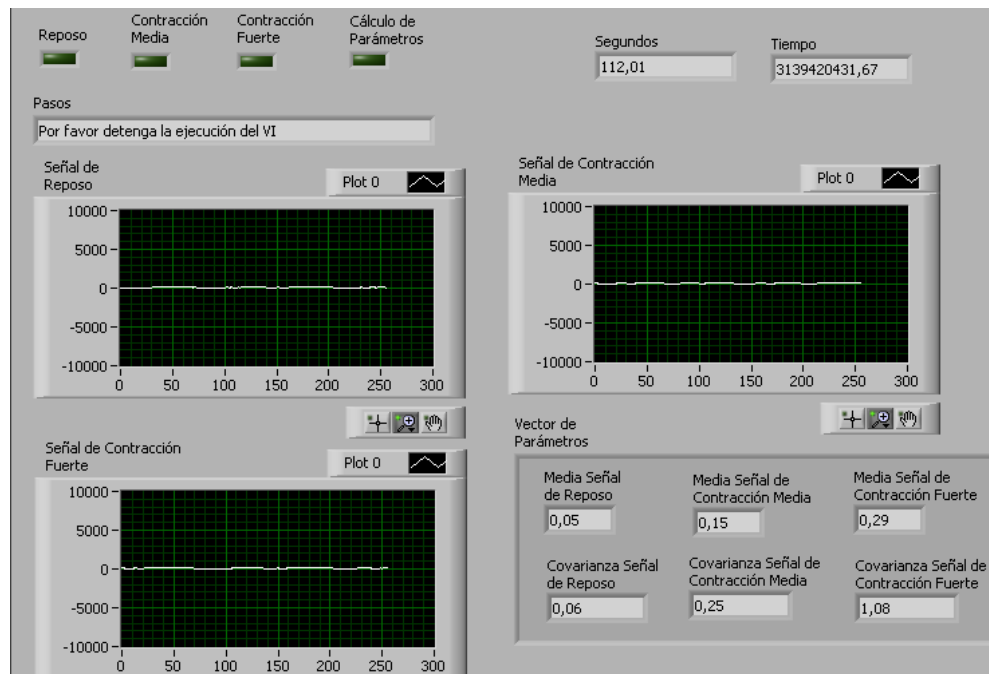 Reposo
Contracción
Media
Contracción
Fuerte
Cálculo de
Parámetros
Segundos
112,01
Tiempo
3139420431,67
Pasos
Por favor detenga la ejecución del VI
Señal de
Reposo
Plot 0
10000
5000
0
-5000
-10000
0 50 100 150 200 250 300
Señal de Contracción
Media
Plot 0
10000
5000
0
-5000
-10000
0 50 100 150 200 250 300
Señal de Contracción
Fuerte
Plot 0
10000
5000
0
-5000
-10000
0 50 100 150 200 250 300
Vector de
Parámetros
Media Señal
de Reposo
0,05
Media Señal de
Contracción Media
0,15
Media Señal de
Contracción Fuerte
0,29
Covarianza Señal
de Reposo
0,06
Covarianza Señal de
Contracción Media
0,25
Covarianza Señal de
Contracción Fuerte
1,08